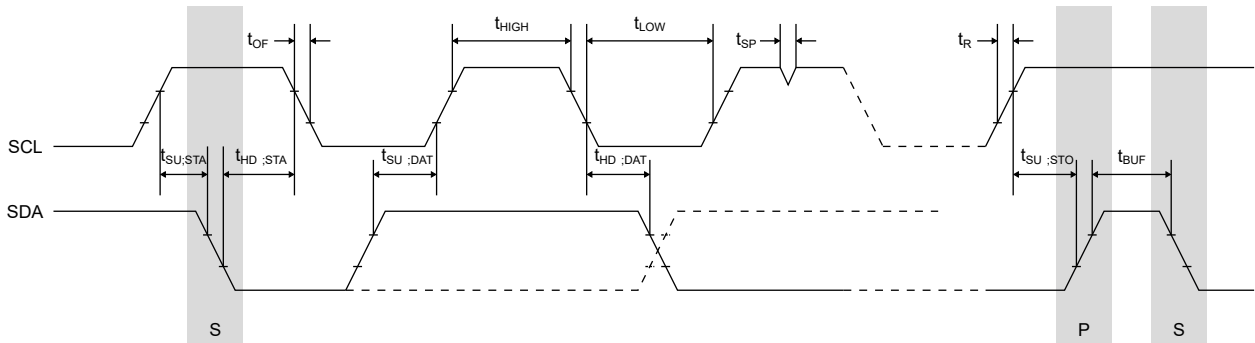 tOF
tHIGH
tLOW
tSP
tR
SCL
tSU;STA
tHD ;STA
tSU ;DAT
tHD ;DAT
tSU ;STO
tBUF
SDA
S
P
S